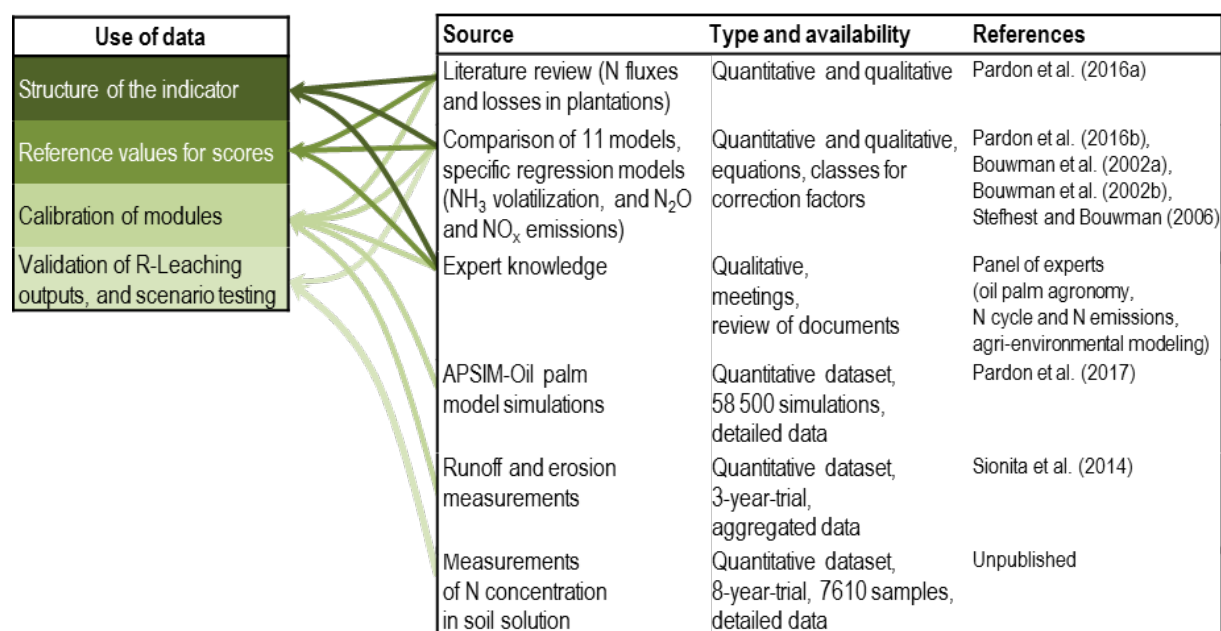 Use of data
Structure of the indicator
Reference values for scores
Calibration of modules
Validation of R-Leaching
outputs, and scenario testing
Source
Type and availability
References
Literature review (N fluxes
and losses in plantations)
Quantitative and qualitative
Pardon et al. (2016a)
Comparison of 11 models,
specific regression models
(NH₃ volatilization, and N₂O
and NOₓ emissions)
Quantitative and qualitative,
equations, classes for
correction factors
Pardon et al. (2016b),
Bouwman et al. (2002a),
Bouwman et al. (2002b),
Stefhest and Bouwman (2006)
Expert knowledge
Qualitative,
meetings,
review of documents
Panel of experts
(oil palm agronomy,
N cycle and N emissions,
agri-environmental modeling)
APSIM-Oil palm
model simulations
Quantitative dataset,
58 500 simulations,
detailed data
Pardon et al. (2017)
Runoff and erosion
measurements
Quantitative dataset,
3-year-trial,
aggregated data
Sionita et al. (2014)
Measurements
of N concentration
in soil solution
Quantitative dataset,
8-year-trial, 7610 samples,
detailed data
Unpublished